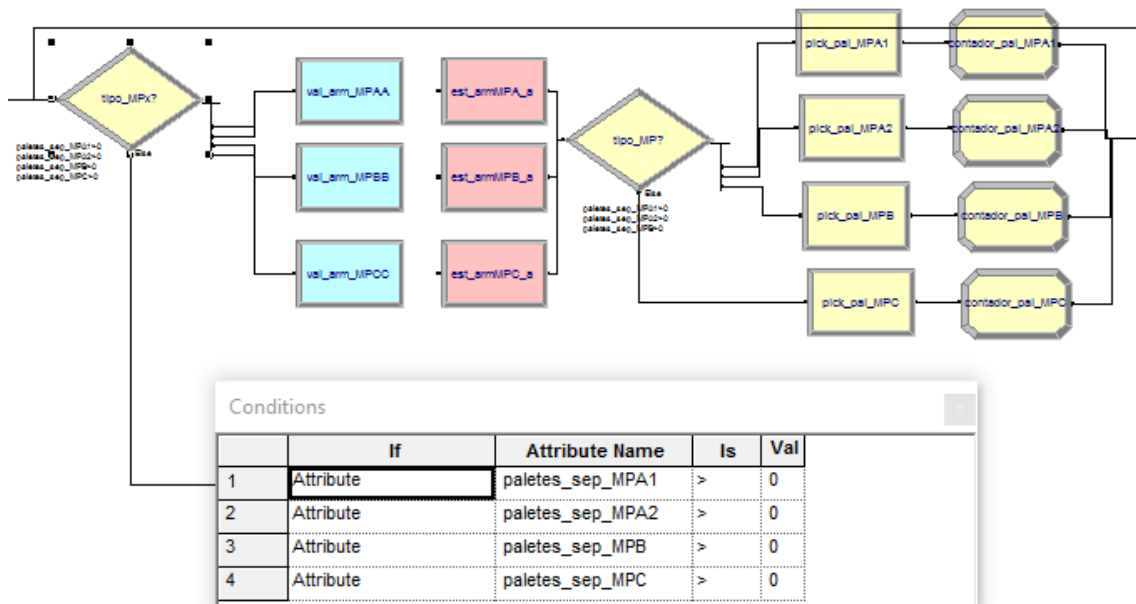 pick_pal_MPA1
contador_pal_MPA1
tipo_MPx?
val_arm_MPAA
est_armMPA_a
paletes_sep_MPA1>0
paletes_sep_MPA2>0
paletes_sep_MPB>0
paletes_sep_MPC>0
Else
tipo_MP?
pick_pal_MPA2
contador_pal_MPA2
val_arm_MPBB
est_armMPB_a
Else
paletes_sep_MPA1>0
paletes_sep_MPA2>0
paletes_sep_MPB>0
pick_pal_MPB
contador_pal_MPB
val_arm_MPCC
est_armMPC_a
pick_pal_MPC
contador_pal_MPC
Conditions
x
If Attribute Name Is Val
1 Attribute paletes_sep_MPA1 > 0
2 Attribute paletes_sep_MPA2 > 0
3 Attribute paletes_sep_MPB > 0
4 Attribute paletes_sep_MPC > 0